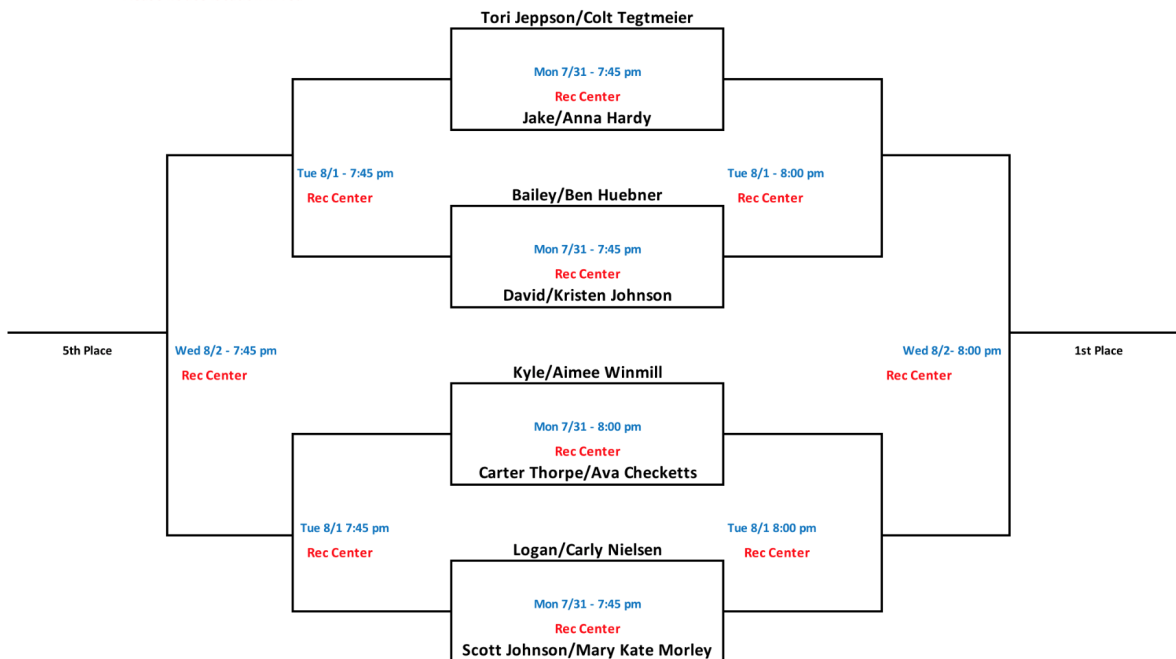 Tori Jeppson/Colt Tegtmeier
Mon 7/31 - 7:45 pm
Rec Center
Jake/Anna Hardy
Tue 8/1 - 7:45 pm
Rec Center
Tue 8/1 - 8:00 pm
Rec Center
Bailey/Ben Huebner
Mon 7/31 - 7:45 pm
Rec Center
David/Kristen Johnson
5th Place
Wed 8/2 - 7:45 pm
Rec Center
Wed 8/2- 8:00 pm
Rec Center
1st Place
Kyle/Aimee Winmill
Mon 7/31 - 8:00 pm
Rec Center
Carter Thorpe/Ava Checketts
Tue 8/1 7:45 pm
Rec Center
Tue 8/1 8:00 pm
Rec Center
Logan/Carly Nielsen
Mon 7/31 - 7:45 pm
Rec Center
Scott Johnson/Mary Kate Morley